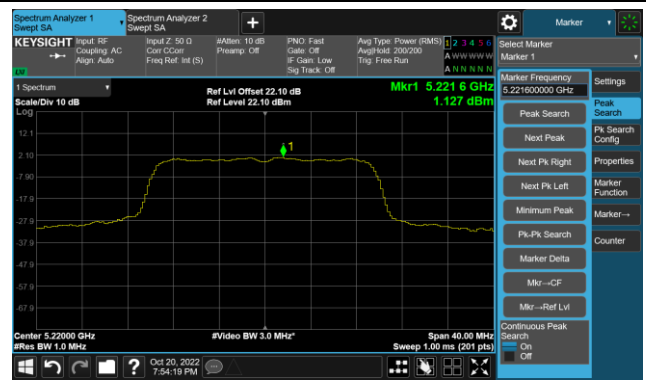 Spectrum Analyzer 1
Swept SA
Spectrum Analyzer 2
Swept SA
+
Marker
KEYSIGHT
Input: RF
Coupling: AC
Align: Auto
Input Z: 50 Ω
Corr CCorr
Freq Ref: Int (S)
#Atten: 10 dB
Preamp: Off
PNO: Fast
Gate: Off
IF Gain: Low
Sig Track: Off
Avg Type: Power (RMS)
Avg|Hold: 200/200
Trig: Free Run
1 2 3 4 5 6
A W W W W W
A N N N N N
Select Marker
Marker 1
1 Spectrum
Scale/Div 10 dB
Log
Ref Lvl Offset 22.10 dB
Ref Level 22.10 dBm
Mkr1 5.221 6 GHz
1.127 dBm
12.1
2.10
-7.90
-17.9
-27.9
-37.9
-47.9
-57.9
-67.9
1
Center 5.22000 GHz
#Res BW 1.0 MHz
#Video BW 3.0 MHz*
Span 40.00 MHz
Sweep 1.00 ms (201 pts)
Marker Frequency
5.221600000 GHz
Peak Search
Next Peak
Next Pk Right
Next Pk Left
Minimum Peak
Pk-Pk Search
Marker Delta
Mkr→CF
Mkr→Ref Lvl
Continuous Peak
Search
On
Off
Settings
Peak
Search
Pk Search
Config
Properties
Marker
Function
Marker→
Counter
?
Oct 20, 2022
7:54:19 PM